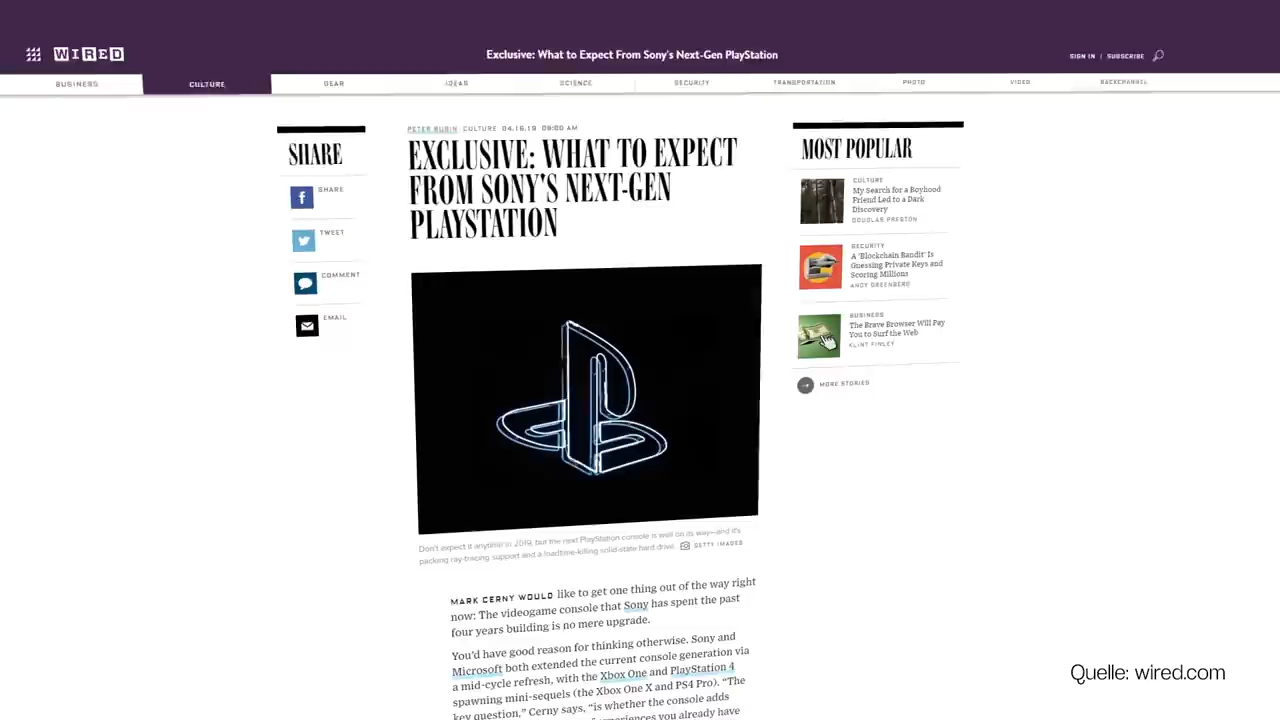 WIRED
Exclusive: What to Expect From Sony's Next-Gen PlayStation
SIGN IN | SUBSCRIBE
BUSINESS
CULTURE
GEAR
IDEAS
SCIENCE
SECURITY
TRANSPORTATION
PHOTO
VIDEO
BACKCHANNEL
SHARE
SHARE
TWEET
COMMENT
EMAIL
PETER RUBIN CULTURE 04.16.19 09:00 AM
EXCLUSIVE: WHAT TO EXPECT
FROM SONY'S NEXT-GEN
PLAYSTATION
Don't expect it anytime in 2019, but the next PlayStation console is well on its way—and it's
packing ray-tracing support and a loadtime-killing solid-state hard drive. GETTY IMAGES
MARK CERNY WOULD like to get one thing out of the way right
now: The videogame console that Sony has spent the past
four years building is no mere upgrade.
You'd have good reason for thinking otherwise. Sony and
Microsoft both extended the current console generation via
a mid-cycle refresh, with the Xbox One and PlayStation 4
spawning mini-sequels (the Xbox One X and PS4 Pro). “The
key question,” Cerny says, “is whether the console adds
experiences you already have
MOST POPULAR
CULTURE
My Search for a Boyhood
Friend Led to a Dark
Discovery
DOUGLAS PRESTON
SECURITY
A 'Blockchain Bandit' Is
Guessing Private Keys and
Scoring Millions
ANDY GREENBERG
BUSINESS
The Brave Browser Will Pay
You to Surf the Web
KLINT FINLEY
MORE STORIES
Quelle: wired.com